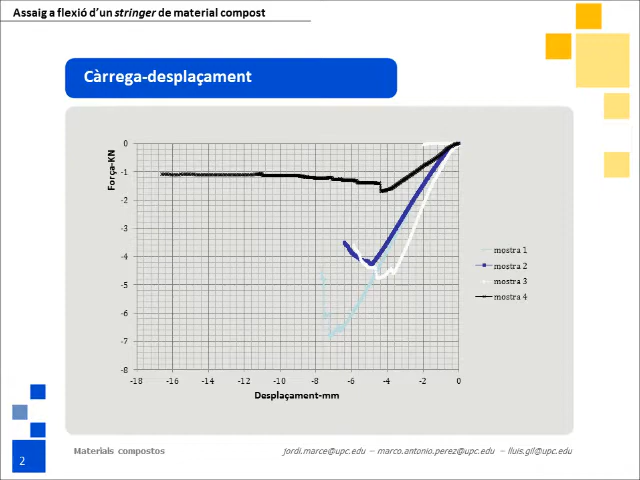 Assaig a flexió d'un stringer de material compost
Càrrega-desplaçament
Força-KN
0
-1
-2
-3
-4
-5
-6
-7
-8
-18 -16 -14 -12 -10 -8 -6 -4 -2 0
Desplaçament-mm
mostra 1
mostra 2
mostra 3
mostra 4
2
Materials compostos
jordi.marce@upc.edu – marco.antonio.perez@upc.edu – lluis.gil@upc.edu